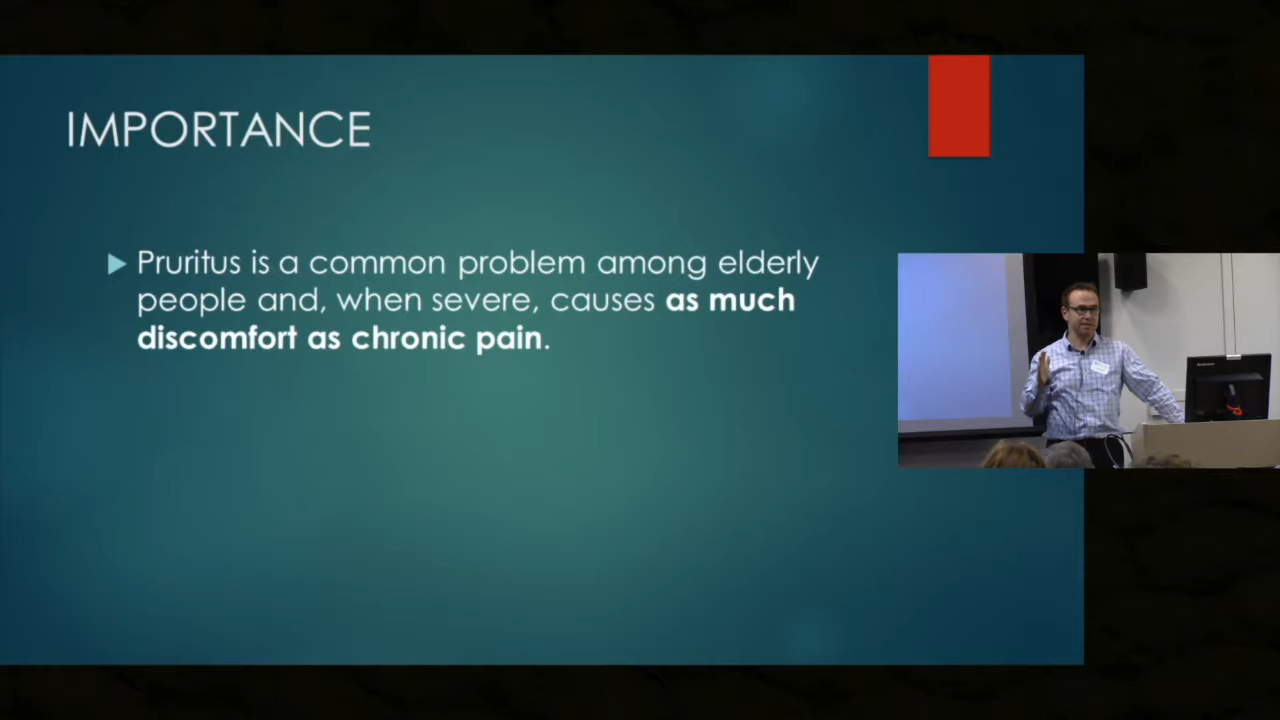 IMPORTANCE
Pruritus is a common problem among elderly
people and, when severe, causes as much
discomfort as chronic pain.